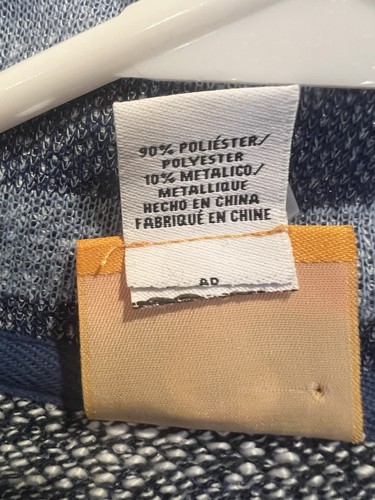 90% POLIÉSTER/
POLYESTER
10% METALICO/
METALLIQUE
HECHO EN CHINA
FABRIQUÉ EN CHINE
AD